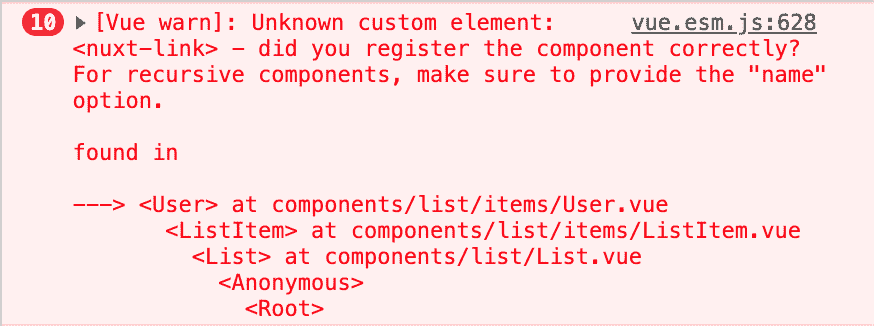 10 ▶ [Vue warn]: Unknown custom element: vue.esm.js:628
<nuxt-link> - did you register the component correctly?
For recursive components, make sure to provide the "name"
option.
found in
---> <User> at components/list/items/User.vue
<ListItem> at components/list/items/ListItem.vue
<List> at components/list/List.vue
<Anonymous>
<Root>